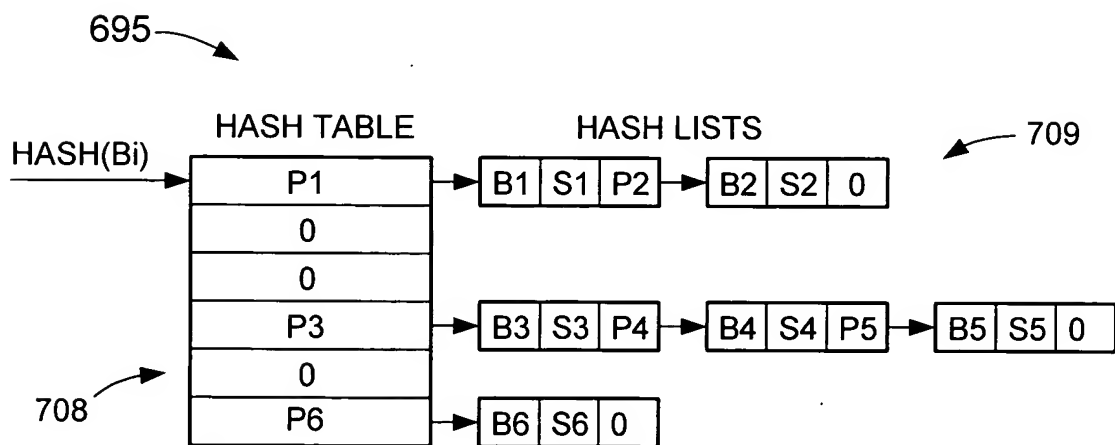 695
HASH TABLE
HASH LISTS
709
HASH(Bi)
P1
B1 S1 P2
B2 S2 0
0
0
P3
B3 S3 P4
B4 S4 P5
B5 S5 0
0
708
P6
B6 S6 0